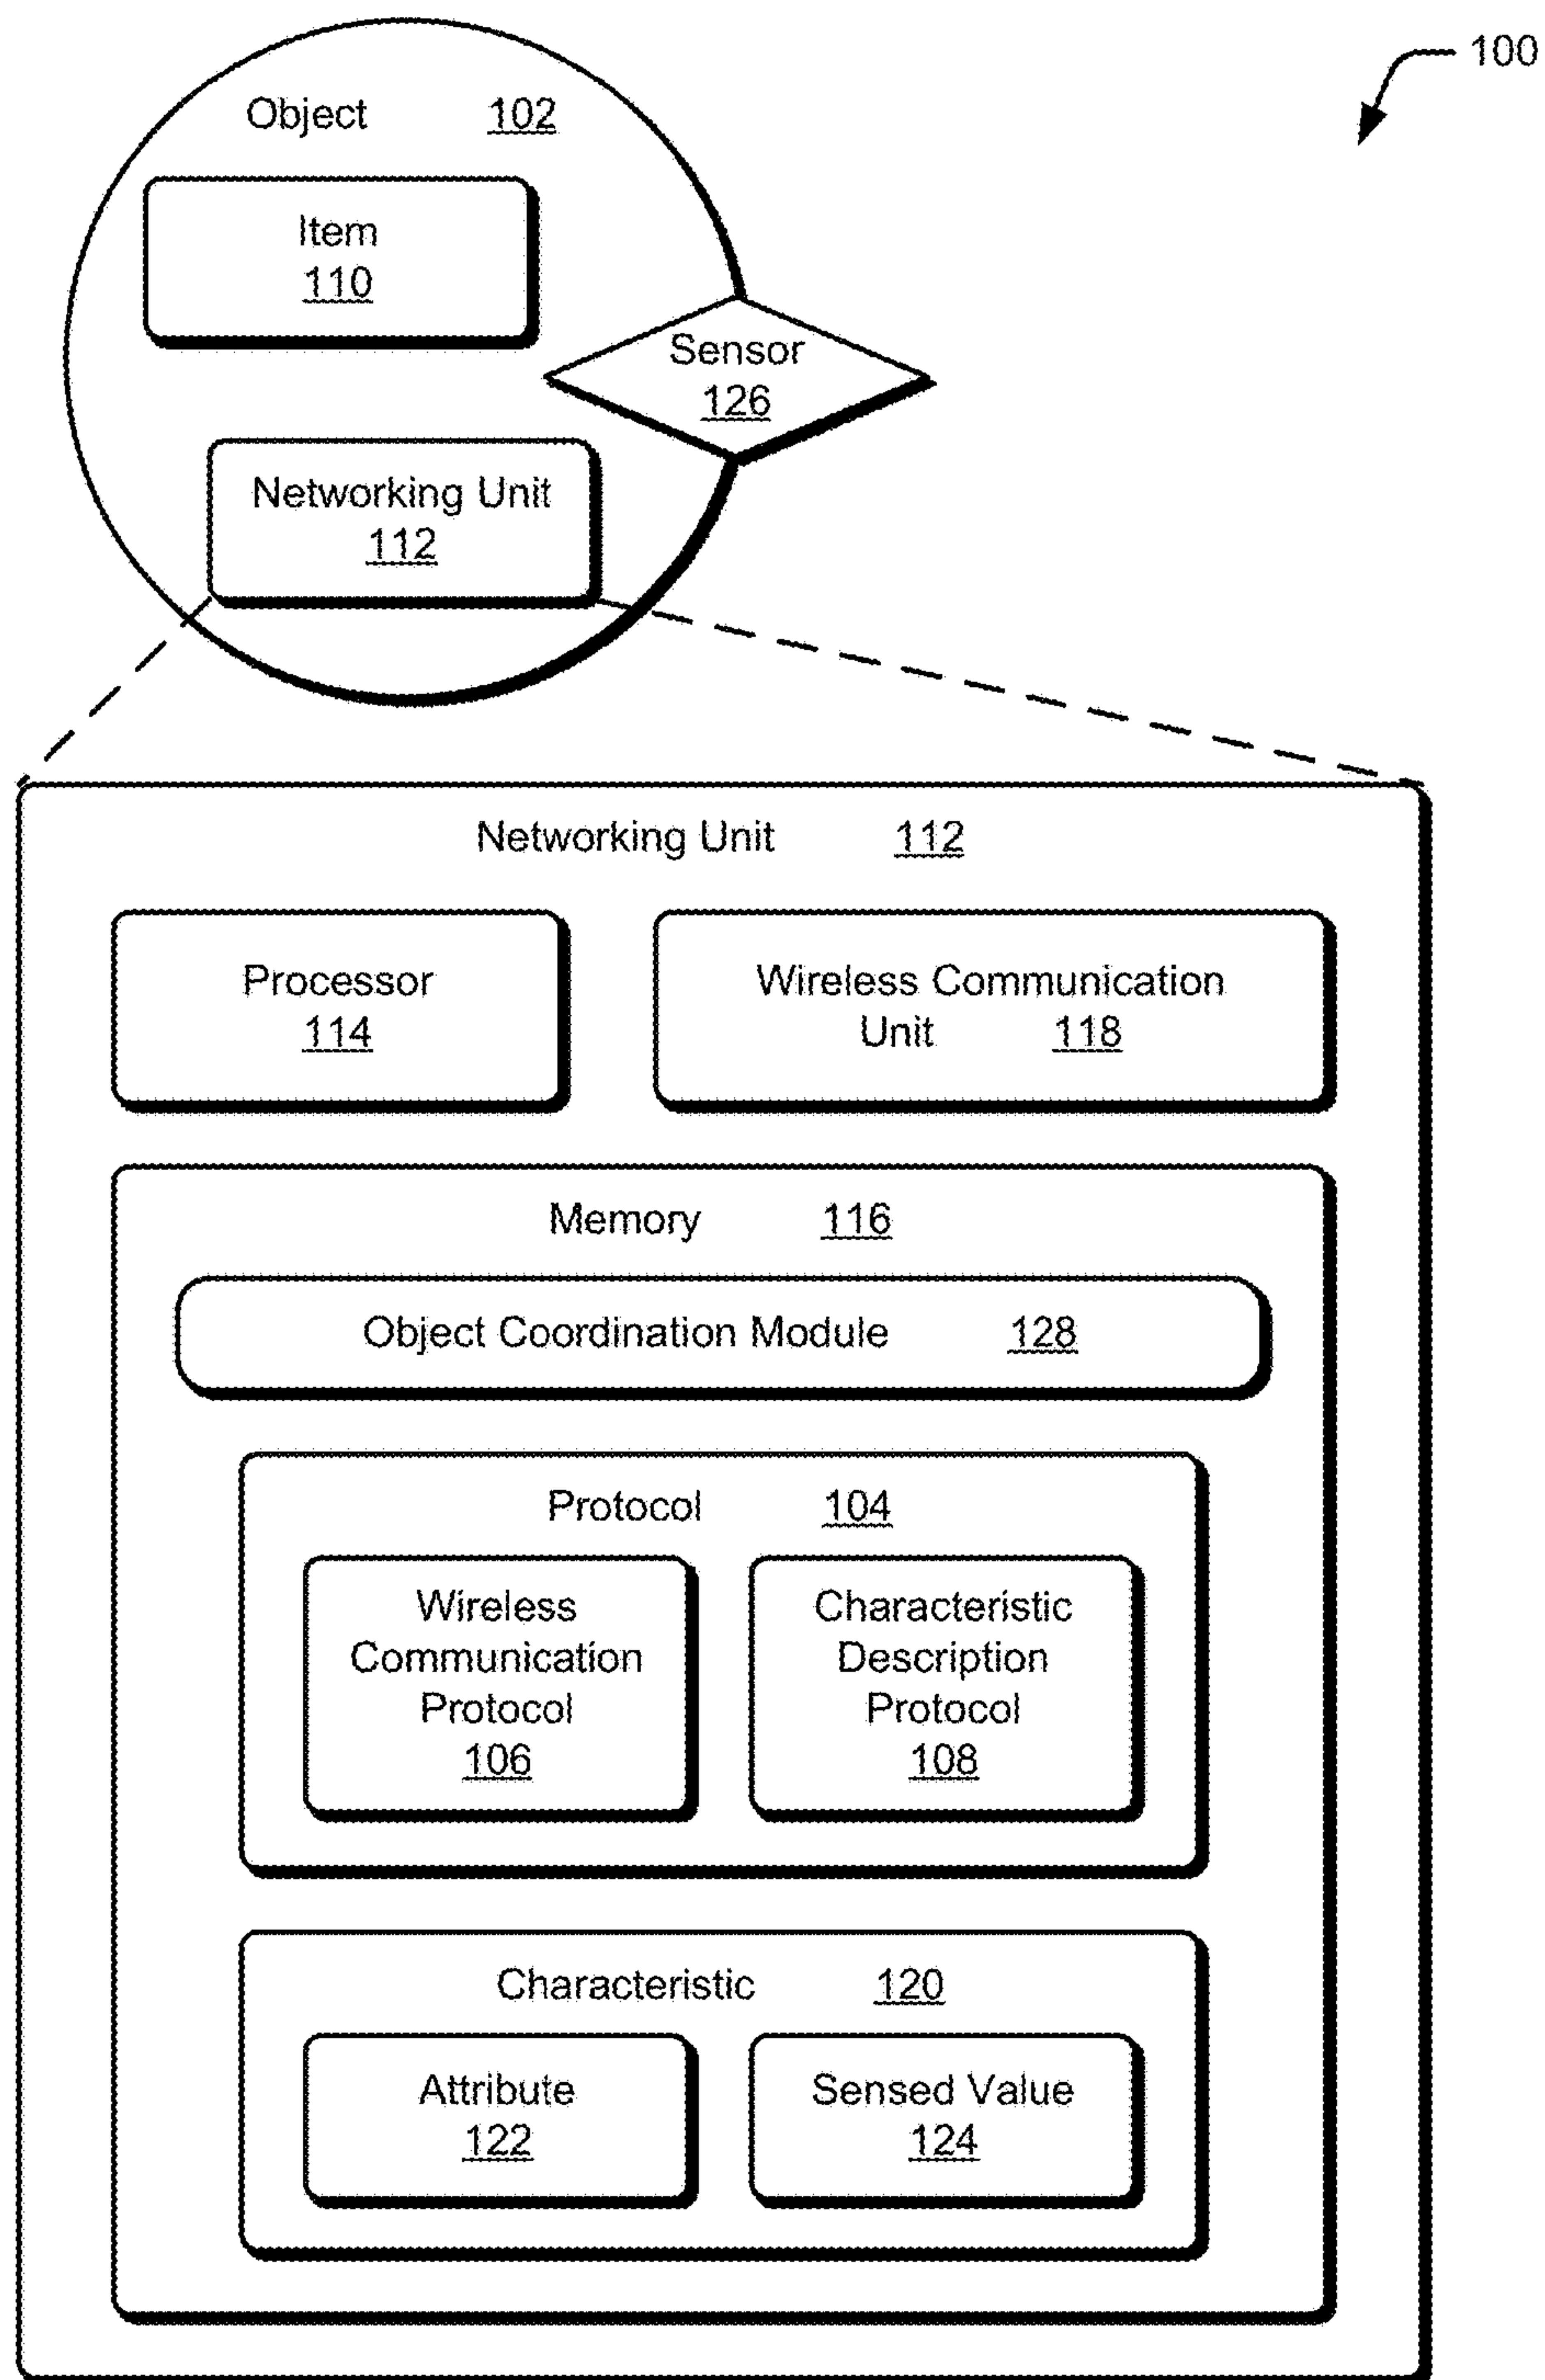 100
Object 102
Item
110
Sensor
126
Networking Unit
112
Networking Unit 112
Processor
114
Wireless Communication
Unit 118
Memory 116
Object Coordination Module 128
Protocol 104
Wireless
Communication
Protocol
106
Characteristic
Description
Protocol
108
Characteristic 120
Attribute
122
Sensed Value
124